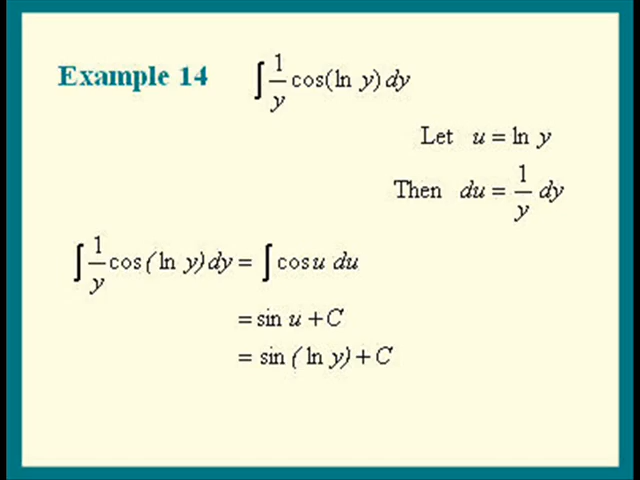 Example 14 ∫ 1/y cos(ln y) dy
Let u = ln y
Then du = 1/y dy
∫ 1/y cos (ln y) dy = ∫ cos u du
= sin u + C
= sin (ln y) + C